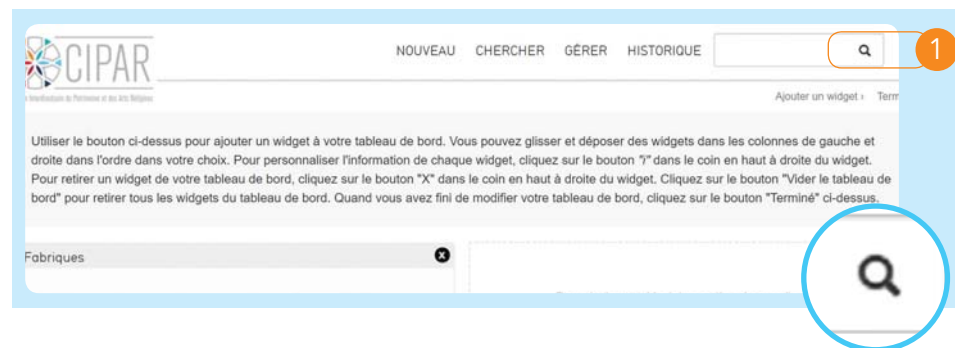 CIPAR
NOUVEAU CHERCHER GÉRER HISTORIQUE
1
Ajouter un widget › Term
Utiliser le bouton ci-dessus pour ajouter un widget à votre tableau de bord. Vous pouvez glisser et déposer des widgets dans les colonnes de gauche et
droite dans l'ordre dans votre choix. Pour personnaliser l'information de chaque widget, cliquez sur le bouton "i" dans le coin en haut à droite du widget.
Pour retirer un widget de votre tableau de bord, cliquez sur le bouton "X" dans le coin en haut à droite du widget. Cliquez sur le bouton "Vider le tableau de
bord" pour retirer tous les widgets du tableau de bord. Quand vous avez fini de modifier votre tableau de bord, cliquez sur le bouton "Terminé" ci-dessus.
Fabriques